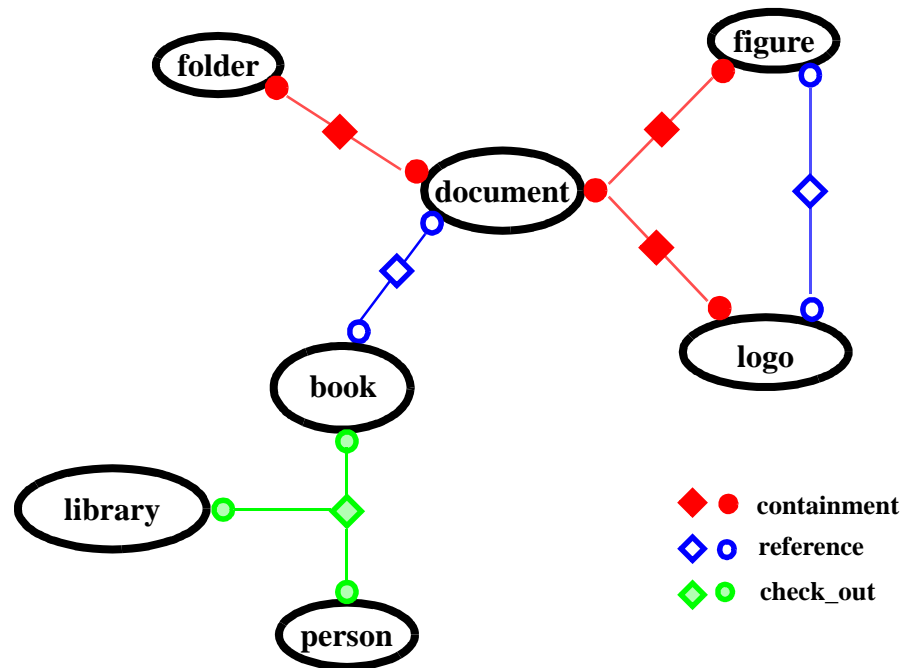 figure
folder
document
logo
book
library
containment
reference
check_out
person